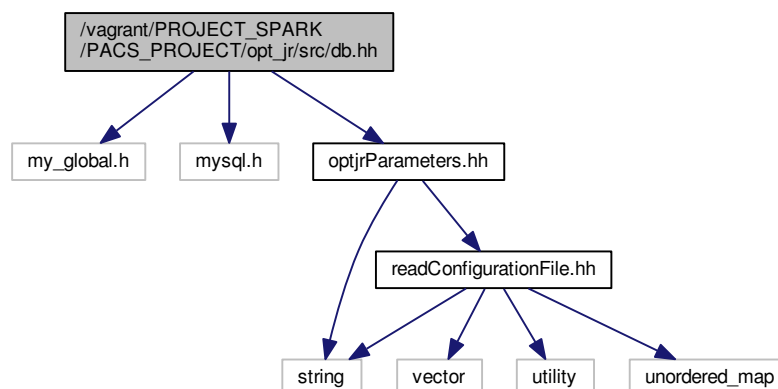 /vagrant/PROJECT_SPARK
/PACS_PROJECT/opt_jr/src/db.hh
my_global.h
mysql.h
optjrParameters.hh
readConfigurationFile.hh
string
vector
utility
unordered_map